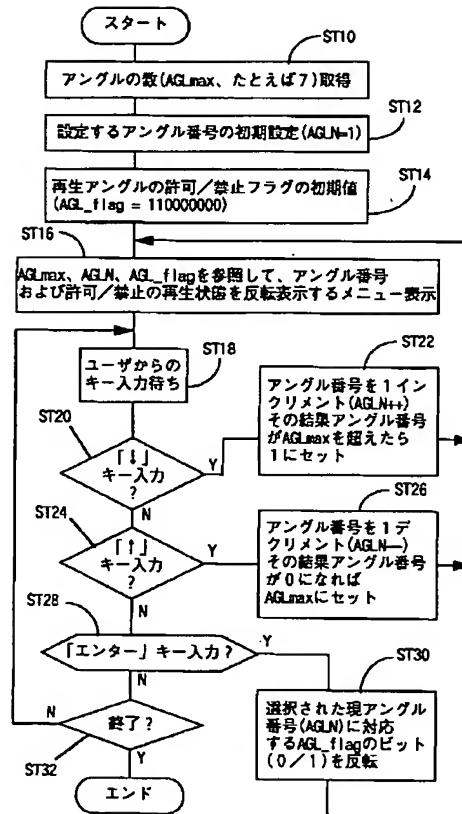 スタート
ST10
アングルの数(AGLmax、たとえば7)取得
ST12
設定するアングル番号の初期設定(AGLN=1)
ST14
再生アングルの許可/禁止フラグの初期値
(AGL_flag = 110000000)
ST16
AGLmax、AGLN、AGL_flagを参照して、アングル番号
および許可/禁止の再生状態を反転表示するメニュー表示
ST18
ユーザからの
キー入力待ち
ST20
「↓」
キー入力
?
Y
N
ST22
アングル番号を1イン
クリメント(AGLN++)
その結果アングル番号
がAGLmaxを超えたら
1にセット
ST24
「↑」
キー入力
?
Y
N
ST26
アングル番号を1デ
クリメント(AGLN—)
その結果アングル番号
が0になれば
AGLmaxにセット
ST28
「エンター」キー入力?
Y
N
ST30
選択された現アングル
番号(AGLN)に対応
するAGL_flagのビット
(0/1)を反転
N
終了?
ST32
Y
エンド